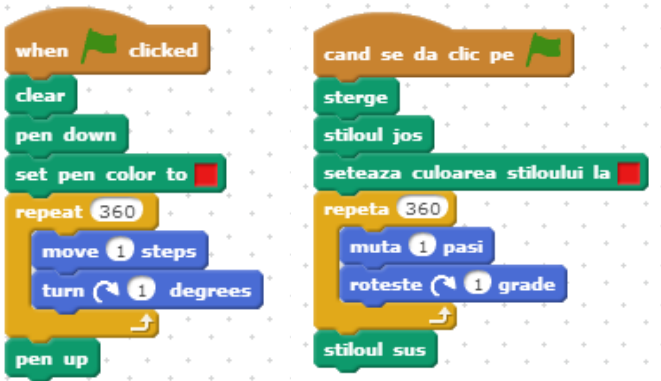 when clicked
clear
pen down
set pen color to
repeat 360
move 1 steps
turn 1 degrees
pen up
cand se da clic pe
sterge
stiloul jos
seteaza culoarea stiloului la
repeta 360
muta 1 pasi
roteste 1 grade
stiloul sus